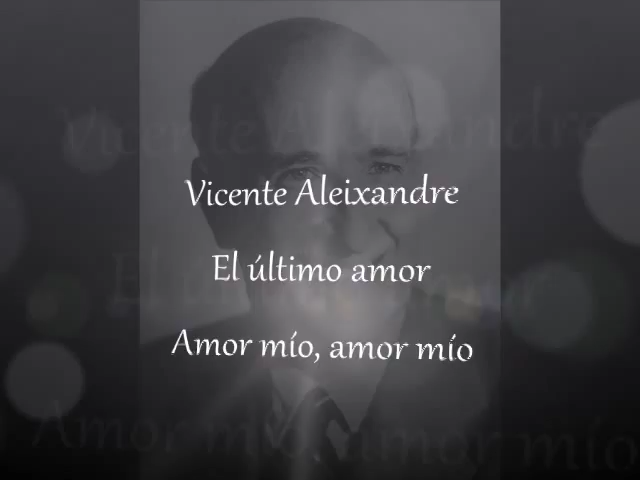 Vicente Aleixandre
El último amor
Amor mío, amor mío